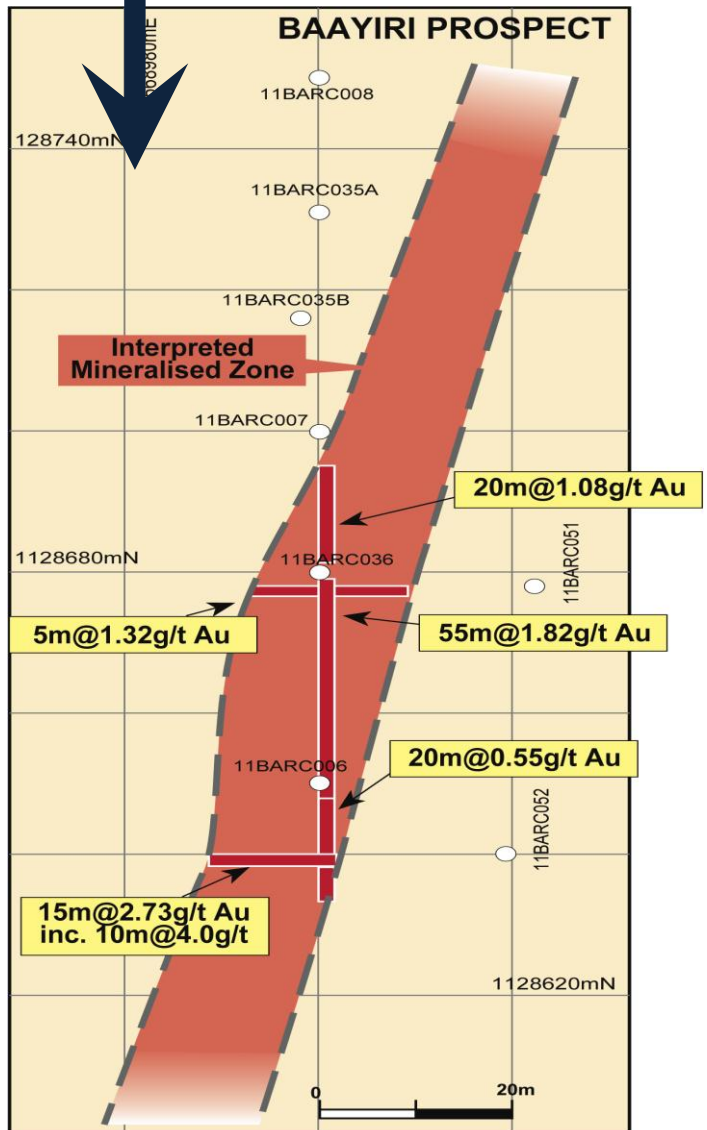 BAAYIRI PROSPECT
11BARC008
128740mN
11BARC035A
11BARC035B
Interpreted
Mineralised Zone
11BARC007
20m@1.08g/t Au
1128680mN
11BARC036
11BARC051
5m@1.32g/t Au
55m@1.82g/t Au
20m@0.55g/t Au
11BARC006
11BARC052
15m@2.73g/t Au
inc. 10m@4.0g/t
1128620mN
0
20m